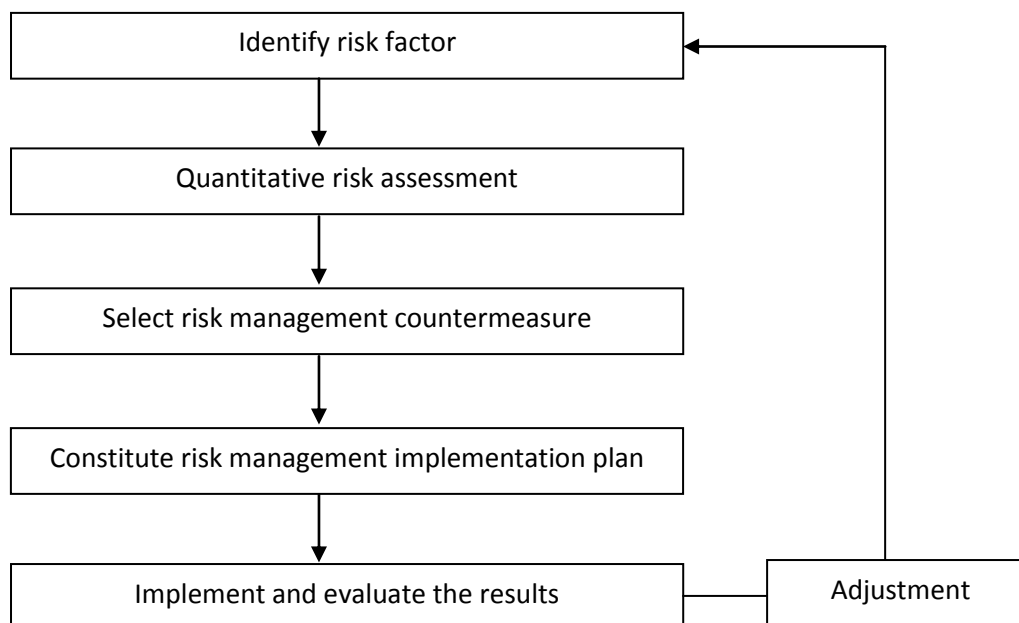 Identify risk factor
Quantitative risk assessment
Select risk management countermeasure
Constitute risk management implementation plan
Implement and evaluate the results
Adjustment